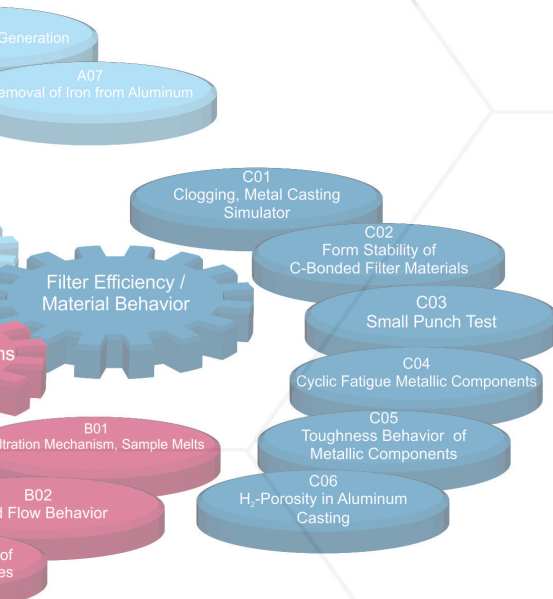 Generation
A07
emoval of Iron from Aluminum
C01
Clogging, Metal Casting
Simulator
C02
Form Stability of
C-Bonded Filter Materials
Filter Efficiency /
Material Behavior
C03
Small Punch Test
ns
C04
Cyclic Fatigue Metallic Components
C05
Toughness Behavior of
Metallic Components
B01
ltration Mechanism, Sample Melts
C06
H₂-Porosity in Aluminum
Casting
B02
d Flow Behavior
of
es